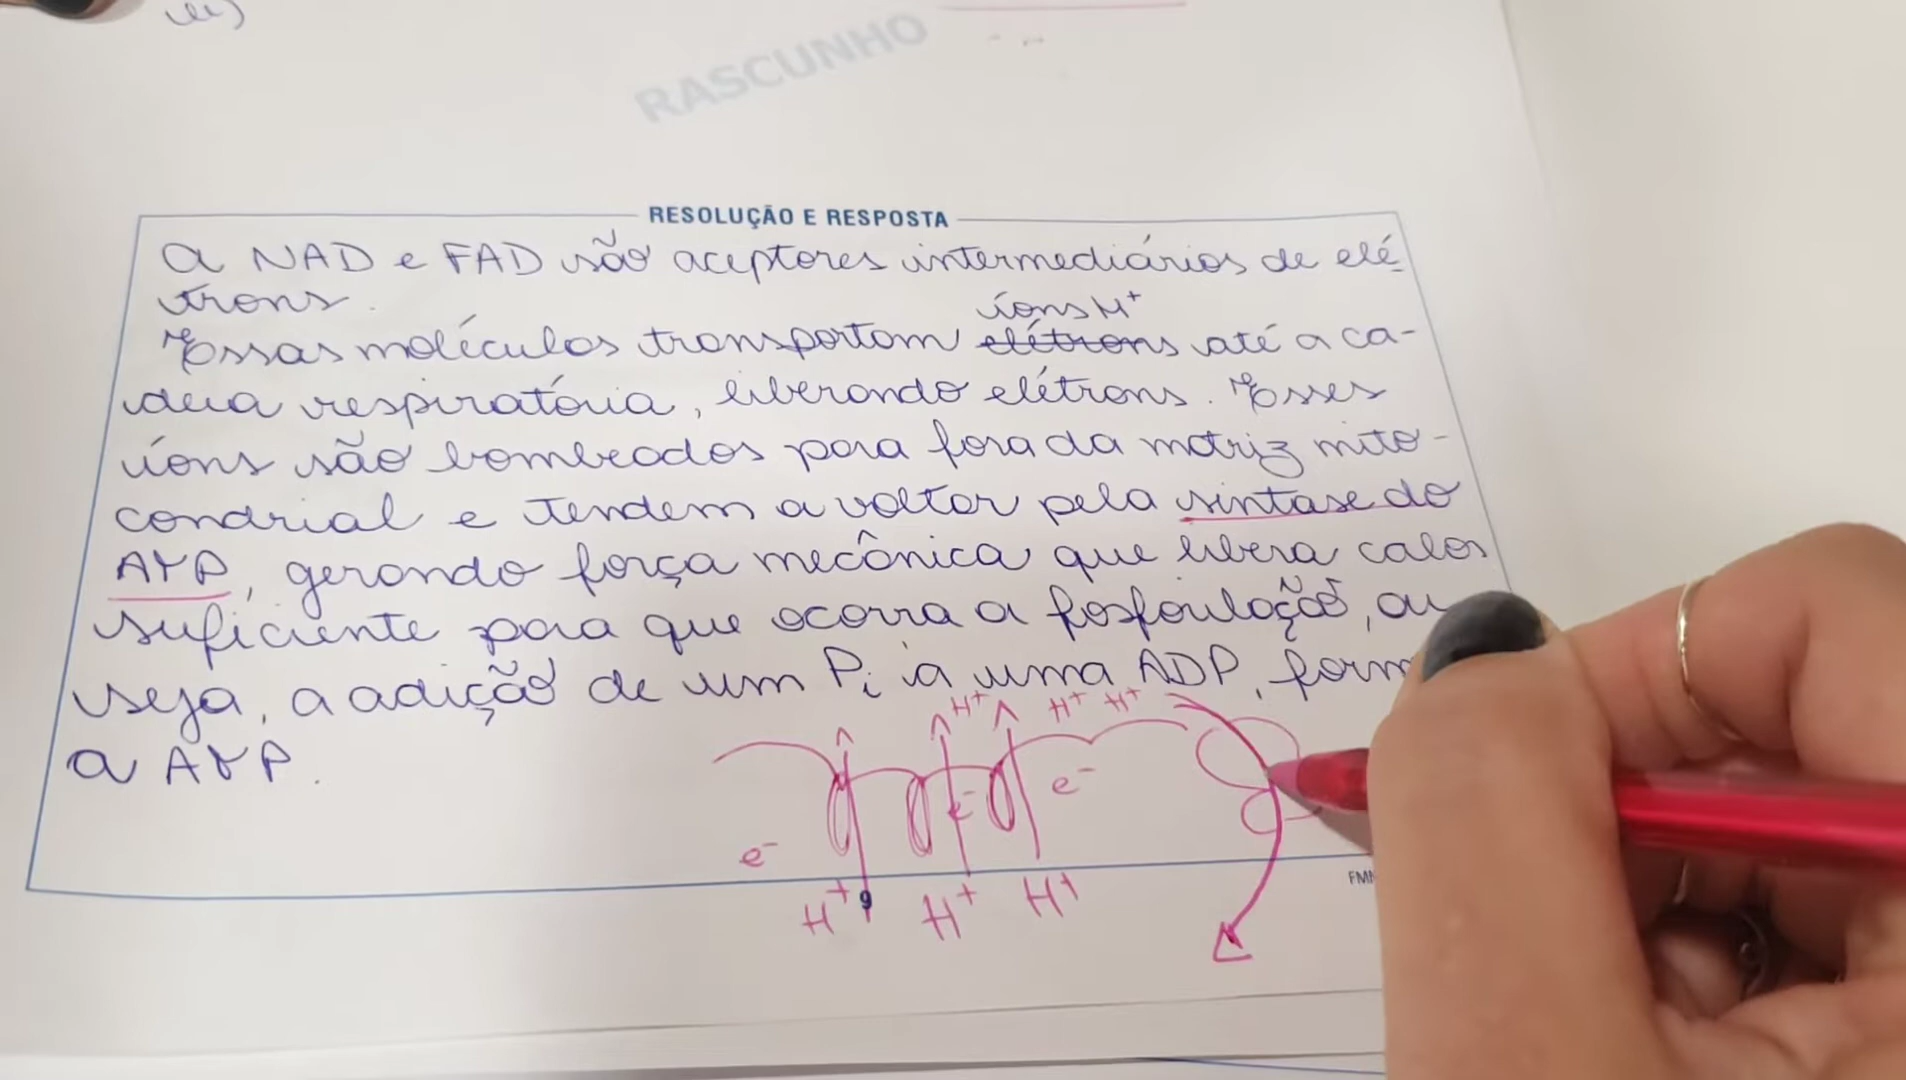 RASCUNHO
RESOLUÇÃO E RESPOSTA
a NAD e FAD são aceptores intermediários de elé
trons.
íons H+
Essas moléculas transportam elétrons até a ca-
deia respiratória, liberando elétrons. Esses
íons são bombeados para fora da matriz mito-
condrial e tendem a voltar pela sintase do
ATP, gerando força mecânica que libera calor
suficiente para que ocorra a fosforilação, ou
seja, a adição de um Pi a uma ADP, form
a ATP.
H+ H+ H+
e- e- e-
H+ H+ H+
9